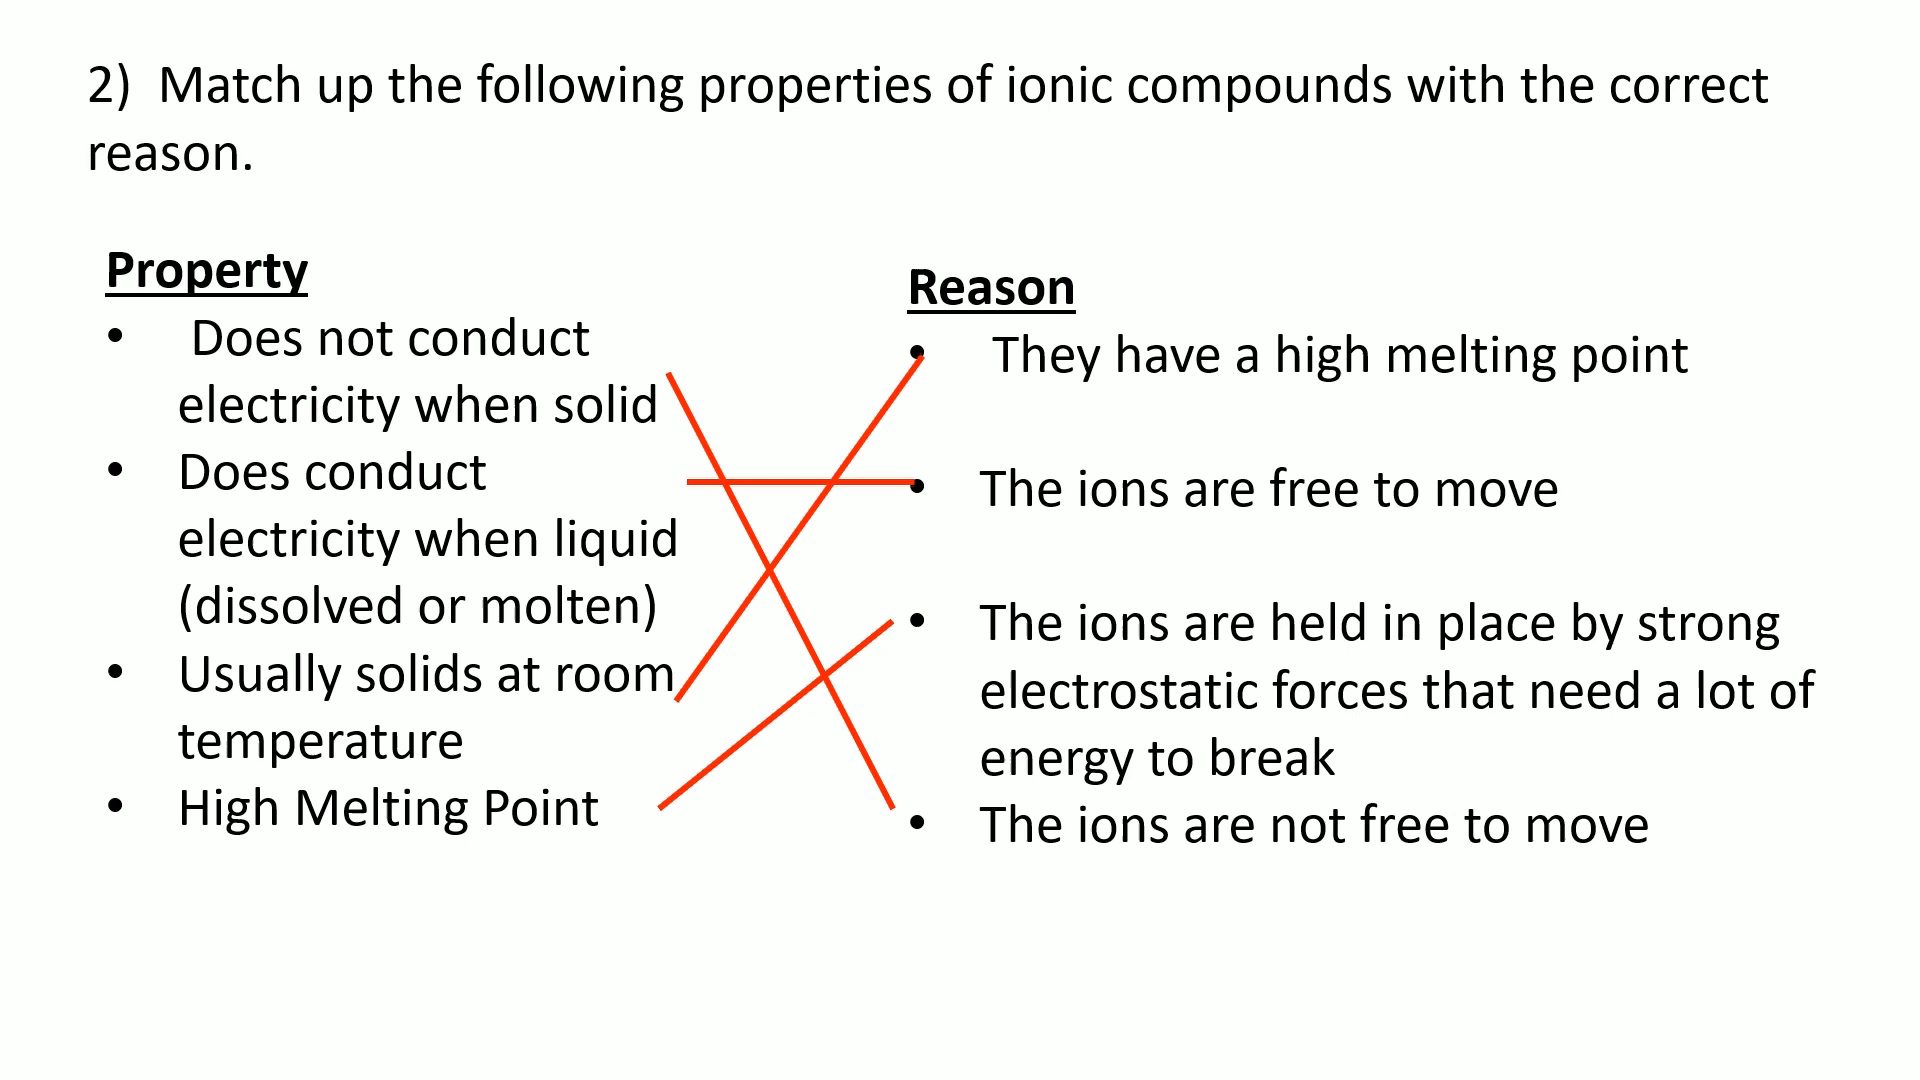 2) Match up the following properties of ionic compounds with the correct
reason.
Property
• Does not conduct
electricity when solid
• Does conduct
electricity when liquid
(dissolved or molten)
• Usually solids at room
temperature
• High Melting Point
Reason
• They have a high melting point
• The ions are free to move
• The ions are held in place by strong
electrostatic forces that need a lot of
energy to break
• The ions are not free to move